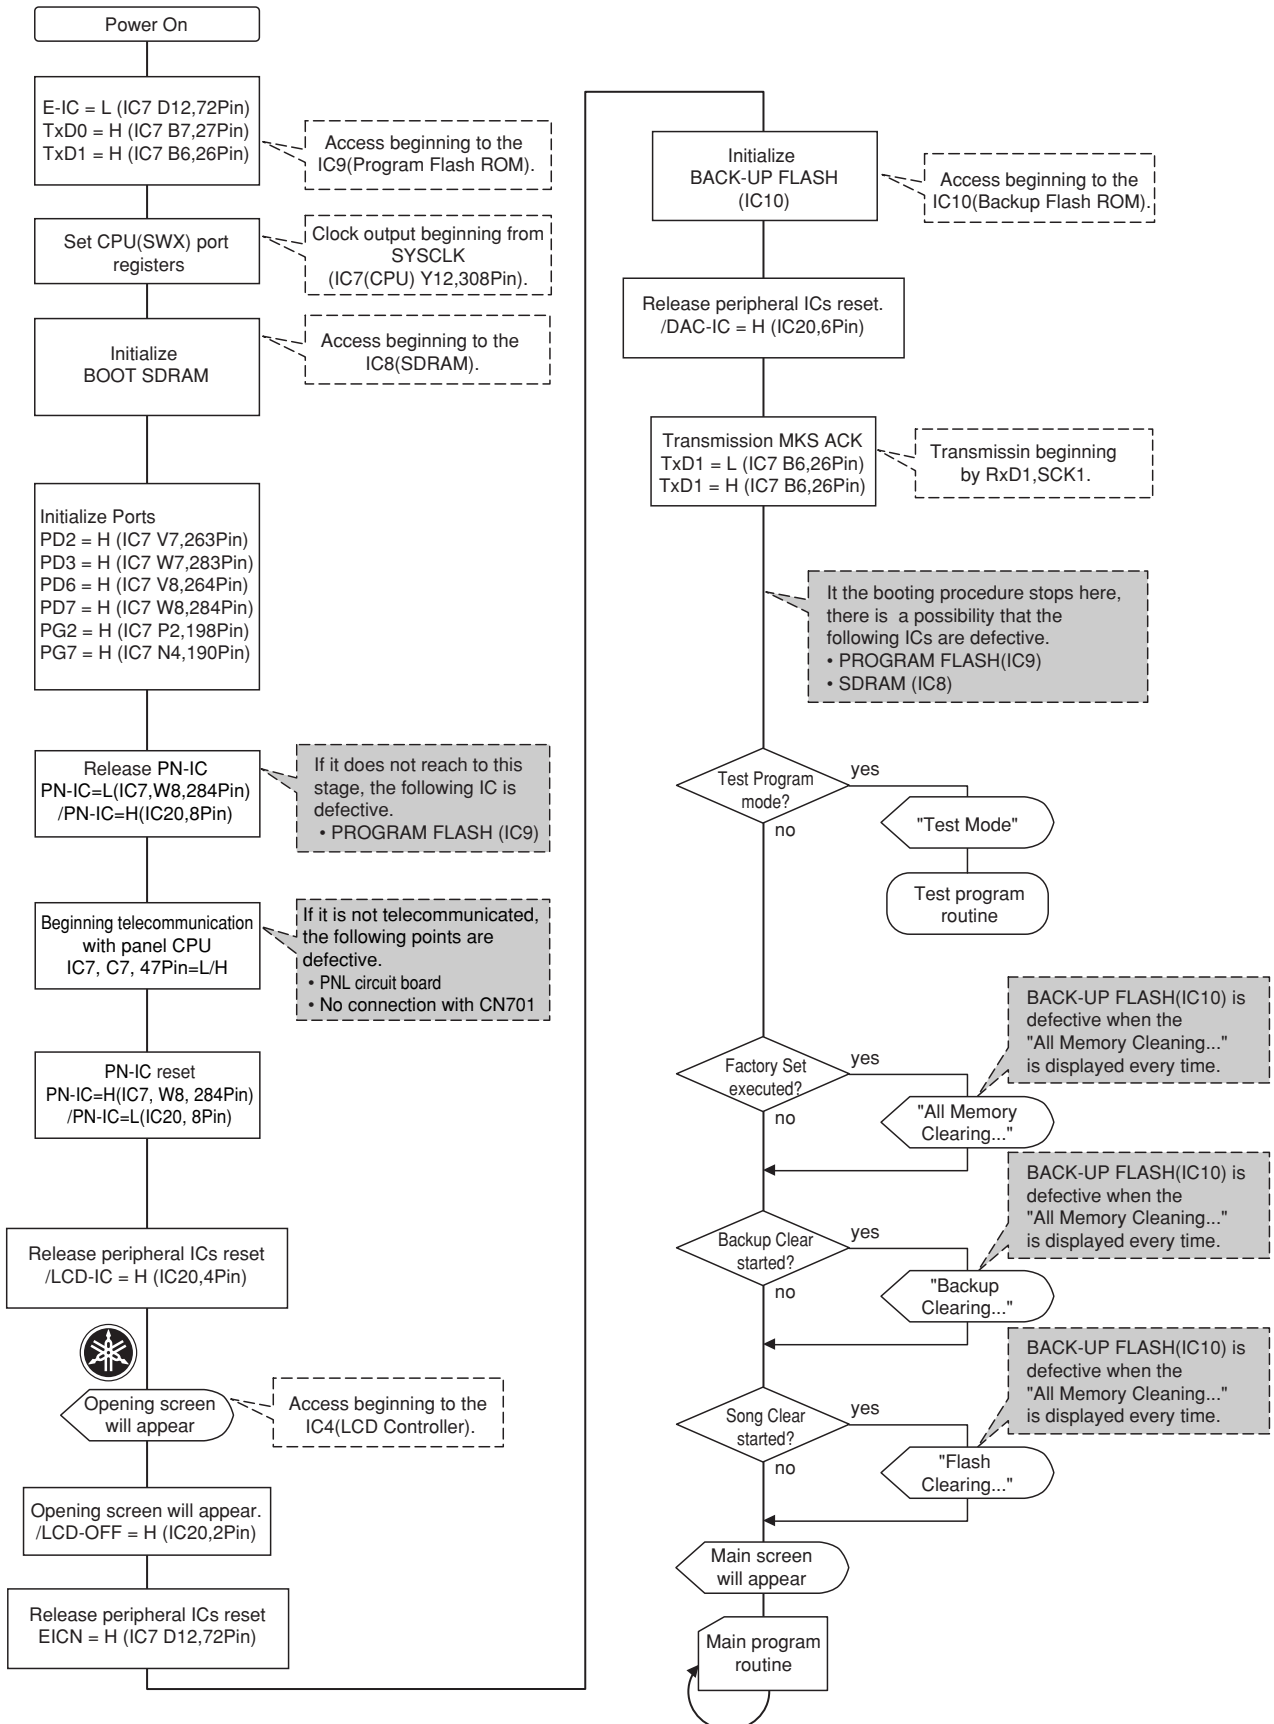 Power On
E-IC = L (IC7 D12,72Pin)
TxD0 = H (IC7 B7,27Pin)
TxD1 = H (IC7 B6,26Pin)
Access beginning to the
IC9(Program Flash ROM).
Set CPU(SWX) port
registers
Clock output beginning from
SYSCLK
(IC7(CPU) Y12,308Pin).
Initialize
BOOT SDRAM
Access beginning to the
IC8(SDRAM).
Initialize Ports
PD2 = H (IC7 V7,263Pin)
PD3 = H (IC7 W7,283Pin)
PD6 = H (IC7 V8,264Pin)
PD7 = H (IC7 W8,284Pin)
PG2 = H (IC7 P2,198Pin)
PG7 = H (IC7 N4,190Pin)
Release PN-IC
PN-IC=L(IC7,W8,284Pin)
/PN-IC=H(IC20,8Pin)
If it does not reach to this
stage, the following IC is
defective.
• PROGRAM FLASH (IC9)
Beginning telecommunication
with panel CPU
IC7, C7, 47Pin=L/H
If it is not telecommunicated,
the following points are
defective.
• PNL circuit board
• No connection with CN701
PN-IC reset
PN-IC=H(IC7, W8, 284Pin)
/PN-IC=L(IC20, 8Pin)
Release peripheral ICs reset
/LCD-IC = H (IC20,4Pin)
Opening screen
will appear
Access beginning to the
IC4(LCD Controller).
Opening screen will appear.
/LCD-OFF = H (IC20,2Pin)
Release peripheral ICs reset
EICN = H (IC7 D12,72Pin)
Initialize
BACK-UP FLASH
(IC10)
Access beginning to the
IC10(Backup Flash ROM).
Release peripheral ICs reset.
/DAC-IC = H (IC20,6Pin)
Transmission MKS ACK
TxD1 = L (IC7 B6,26Pin)
TxD1 = H (IC7 B6,26Pin)
Transmissin beginning
by RxD1,SCK1.
It the booting procedure stops here,
there is a possibility that the
following ICs are defective.
• PROGRAM FLASH(IC9)
• SDRAM (IC8)
Test Program
mode?
yes
no
"Test Mode"
Test program
routine
BACK-UP FLASH(IC10) is
defective when the
"All Memory Cleaning..."
is displayed every time.
Factory Set
executed?
yes
no
"All Memory
Clearing..."
BACK-UP FLASH(IC10) is
defective when the
"All Memory Cleaning..."
is displayed every time.
Backup Clear
started?
yes
no
"Backup
Clearing..."
BACK-UP FLASH(IC10) is
defective when the
"All Memory Cleaning..."
is displayed every time.
Song Clear
started?
yes
no
"Flash
Clearing..."
Main screen
will appear
Main program
routine